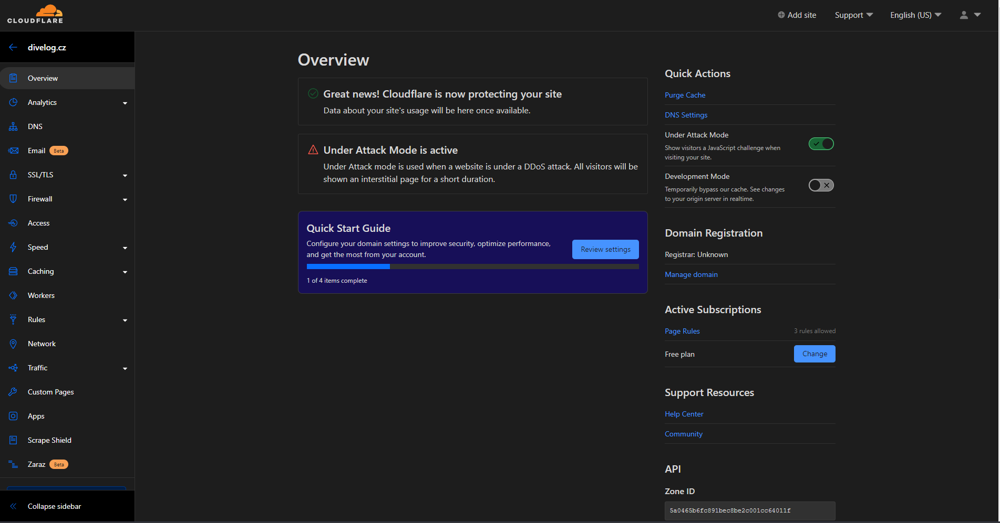 CLOUDFLARE
Add site
Support
English (US)
divelog.cz
Overview
Analytics
DNS
Email Beta
SSL/TLS
Firewall
Access
Speed
Caching
Workers
Rules
Network
Traffic
Custom Pages
Apps
Scrape Shield
Zaraz Beta
Collapse sidebar
Overview
Great news! Cloudflare is now protecting your site
Data about your site's usage will be here once available.
Under Attack Mode is active
Under Attack mode is used when a website is under a DDoS attack. All visitors will be
shown an interstitial page for a short duration.
Quick Start Guide
Configure your domain settings to improve security, optimize performance,
and get the most from your account.
Review settings
1 of 4 items complete
Quick Actions
Purge Cache
DNS Settings
Under Attack Mode
Show visitors a JavaScript challenge when
visiting your site.
Development Mode
Temporarily bypass our cache. See changes
to your origin server in realtime.
Domain Registration
Registrar: Unknown
Manage domain
Active Subscriptions
Page Rules
3 rules allowed
Free plan
Change
Support Resources
Help Center
Community
API
Zone ID
5a0465b6fc891bec8be2c001cc64011f